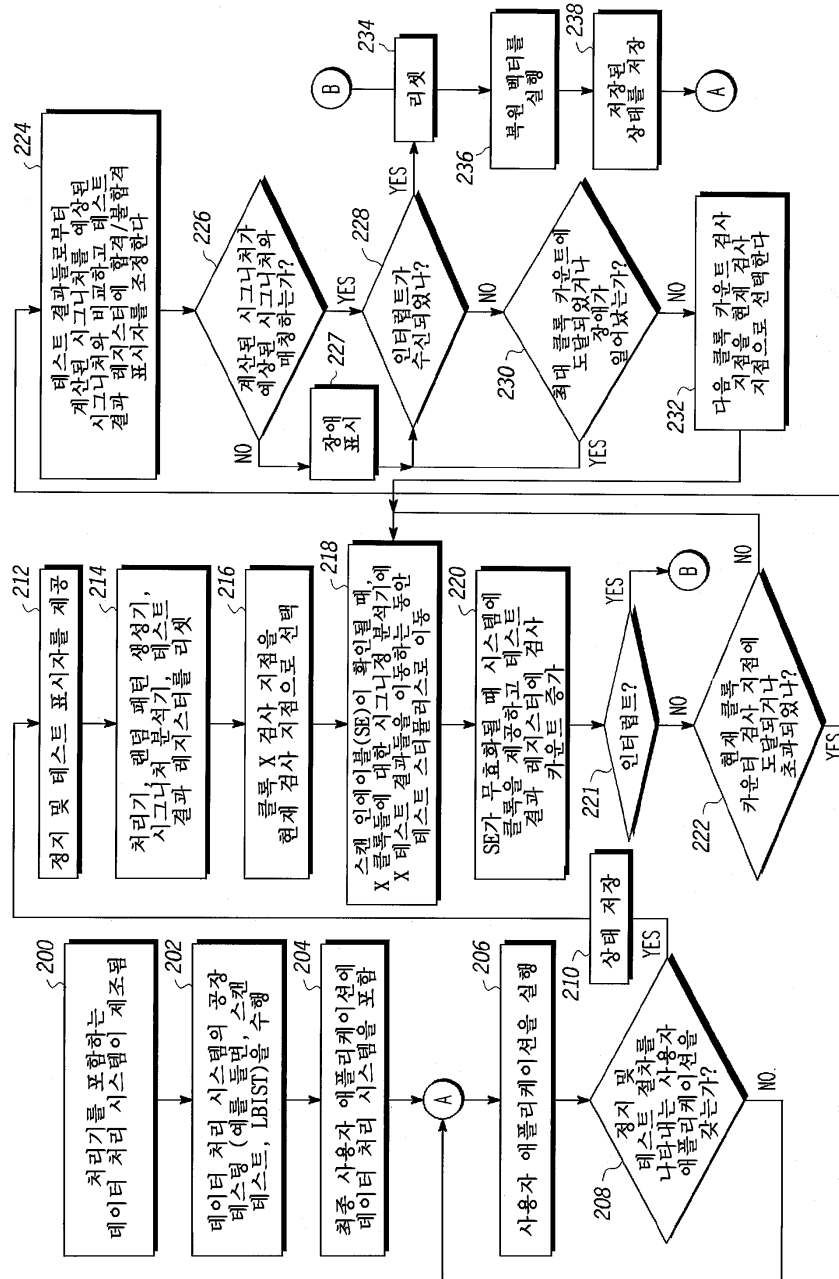 200
처리기를 포함하는
데이터 처리 시스템이 제조됨
202
데이터 처리 시스템의 공장
테스팅 (예를 들면, 스캔
테스트, LBIST)을 수행
204
최종 사용자 애플리케이션에
데이터 처리 시스템을 포함
A
206
사용자 애플리케이션을 실행
208
정지 및
테스트 절차를
나타내는 사용자
애플리케이션을
갖는가?
NO
YES
210
상태 저장
212
정지 및 테스트 표시자를 제공
214
처리기, 랜덤 패턴 생성기,
시그니처 분석기, 테스트
결과 레지스터를 리셋
216
클록 X 검사 지점을
현재 검사 지점으로 선택
218
스캔 인에이블(SE)이 확인될 때,
X 클록들에 대한 시그니정 분석기에
X 테스트 결과들을 이동하는 동안
테스트 스티뮬러스로 이동
220
SE가 무효화될 때 시스템에
클록을 제공하고 테스트
결과 레지스터에 검사
카운트 증가
221
인터럽트?
YES
B
NO
222
현재 클록
카운터 검사 지점에
도달되거나
초과되었나?
NO
YES
224
테스트 결과들로부터
계산된 시그니처를 예상된
시그니처와 비교하고 테스트
결과 레지스터에 합격/불합격
표시자를 조정한다
226
계산된 시그니처가
예상된 시그니처와
매칭하는가?
NO
YES
227
장애
표시
228
인터럽트가
수신되었나?
YES
NO
230
최대 클록 카운트에
도달되었거나
장애가
일어났는가?
YES
NO
232
다음 클록 카운트 검사
지점을 현재 검사
지점으로 선택한다
B
234
리셋
236
복원 벡터를
실행
238
저장된
상태를 저장
A